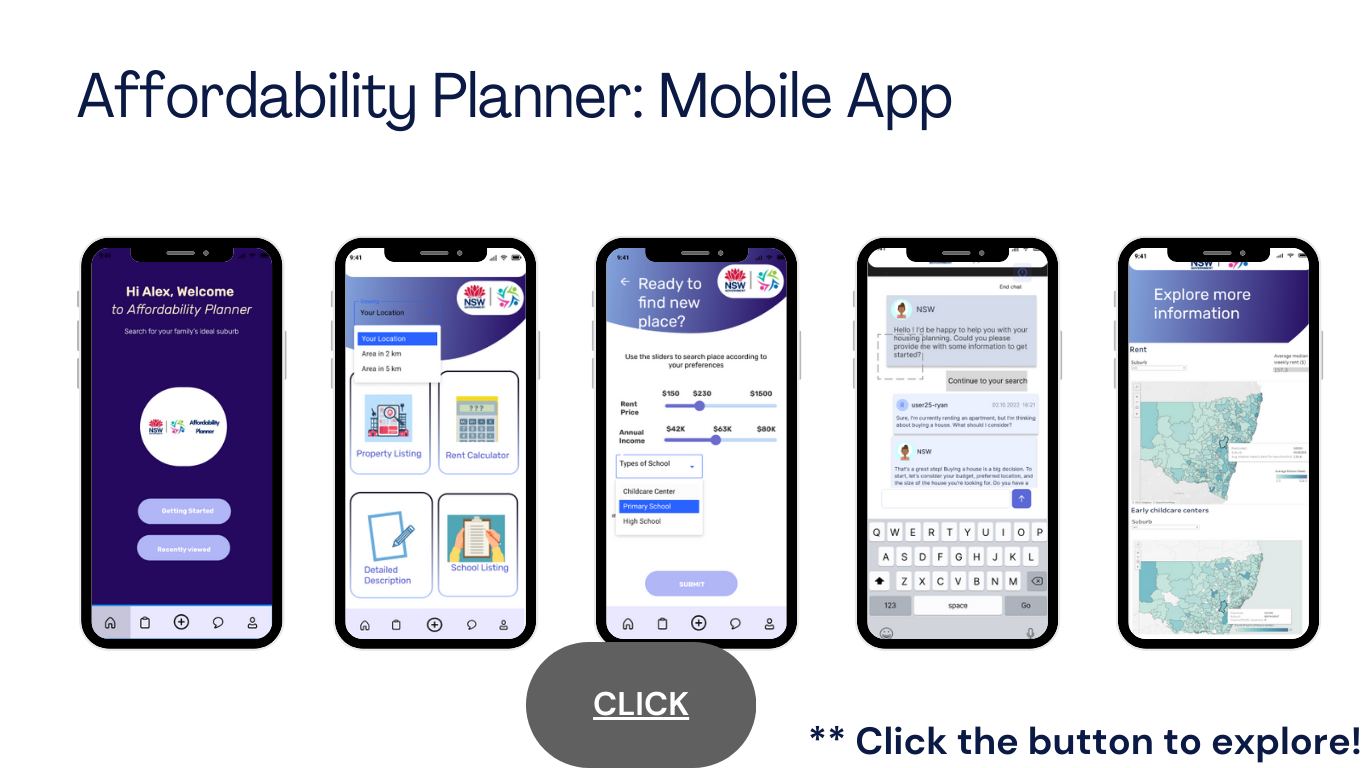 Affordability Planner: Mobile App
9:41
Hi Alex, Welcome
to Affordability Planner
Search for your family's ideal suburb
NSW
Affordability
Planner
Getting Started
Recently viewed
9:41
NSW
GOVERNMENT
Your Location
Your Location
Area in 2 km
Area in 5 km
???
Property Listing
Rent Calculator
Detailed
Description
School Listing
9:41
NSW
GOVERNMENT
Ready to
find new
place?
Use the sliders to search place according to
your preferences
$150 $230 $1500
Rent
Price
$42K $63K $80K
Annual
Income
Types of School
Childcare Center
Primary School
High School
SUBMIT
End chat
NSW
Hello ! I'd be happy to help you with your
housing planning. Could you please
provide me with some information to get
started?
Continue to your search
R user25-ryan 20.10.2023 16:21
Sure, I'm currently renting an apartment, but I'm thinking
about buying a house. What should I consider?
NSW
That's a great step! Buying a house is a big decision. To
start, let's consider your budget, preferred location, and
the size of the house you're looking for. Do you have a
Q W E R T Y U I O P
A S D F G H J K L
Z X C V B N M
123 space Go
9:41
NSW
GOVERNMENT
Explore more
information
Rent
Suburb
Average median
weekly rent ($)
Early childcare centers
Suburb
CLICK
** Click the button to explore!